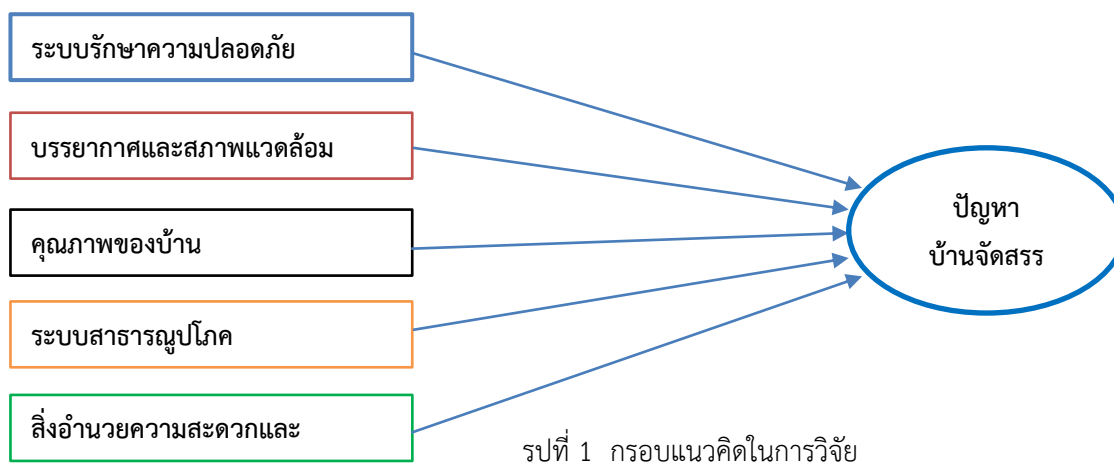 ระบบรักษาความปลอดภัย
บรรยากาศและสภาพแวดล้อม
คุณภาพของบ้าน
ระบบสาธารณูปโภค
สิ่งอำนวยความสะดวกและ
ปัญหา
บ้านจัดสรร
รปที่ 1 กรอบแนวคิดในการวิจัย